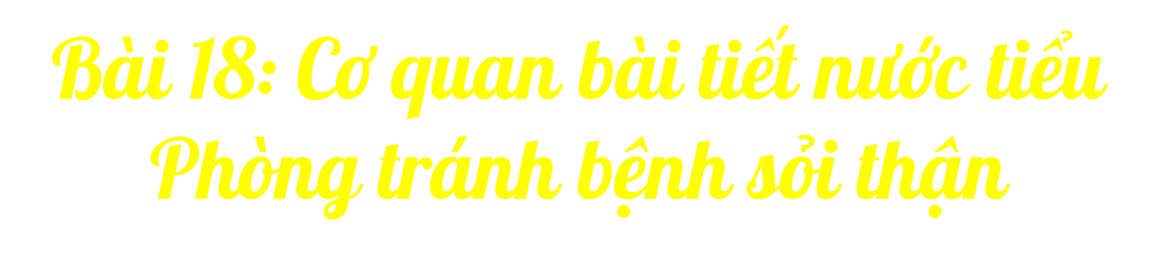 Bài 18: Cơ quan bài tiết nước tiểu
Phòng tránh bệnh sỏi thận